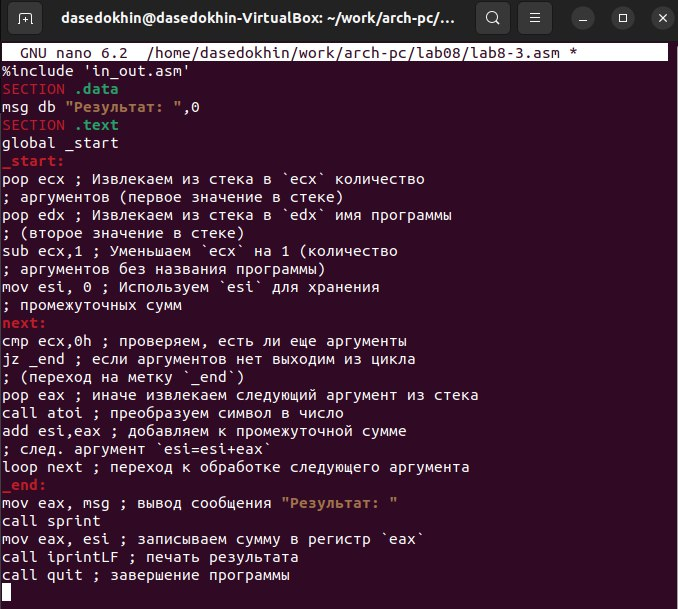 dasedokhin@dasedokhin-VirtualBox: ~/work/arch-pc/...
GNU nano 6.2 /home/dasedokhin/work/arch-pc/lab08/lab8-3.asm *
%include 'in_out.asm'
SECTION .data
msg db "Результат: ",0
SECTION .text
global _start
_start:
pop ecx ; Извлекаем из стека в `ecx` количество
; аргументов (первое значение в стеке)
pop edx ; Извлекаем из стека в `edx` имя программы
; (второе значение в стеке)
sub ecx,1 ; Уменьшаем `ecx` на 1 (количество
; аргументов без названия программы)
mov esi, 0 ; Используем `esi` для хранения
; промежуточных сумм
next:
cmp ecx,0h ; проверяем, есть ли еще аргументы
jz _end ; если аргументов нет выходим из цикла
; (переход на метку `_end`)
pop eax ; иначе извлекаем следующий аргумент из стека
call atoi ; преобразуем символ в число
add esi,eax ; добавляем к промежуточной сумме
; след. аргумент `esi=esi+eax`
loop next ; переход к обработке следующего аргумента
_end:
mov eax, msg ; вывод сообщения "Результат: "
call sprint
mov eax, esi ; записываем сумму в регистр `eax`
call iprintLF ; печать результата
call quit ; завершение программы